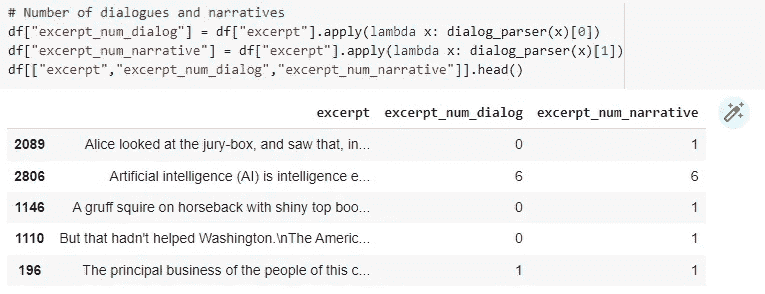 # Number of dialogues and narratives
df["excerpt_num_dialog"] = df["excerpt"].apply(lambda x: dialog_parser(x)[0])
df["excerpt_num_narrative"] = df["excerpt"].apply(lambda x: dialog_parser(x)[1])
df[["excerpt","excerpt_num_dialog","excerpt_num_narrative"]].head()
excerpt excerpt_num_dialog excerpt_num_narrative
2089 Alice looked at the jury-box, and saw that, in... 0 1
2806 Artificial intelligence (AI) is intelligence e... 6 6
1146 A gruff squire on horseback with shiny top boo... 0 1
1110 But that hadn't helped Washington.\nThe Americ... 0 1
196 The principal business of the people of this c... 1 1